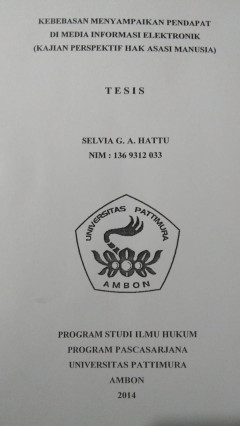 KEBEBASAN MENYAMPAIKAN PENDAPAT
DI MEDIA INFORMASI ELEKTRONIK
(KAJIAN PERSPEKTIF HAK ASASI MANUSIA)
TESIS
SELVIA G. A. HATTU
NIM : 136 9312 033
UNIVERSITAS PATTIMURA
AMBON
PROGRAM STUDI ILMU HUKUM
PROGRAM PASCASARJANA
UNIVERSITAS PATTIMURA
AMBON
2014